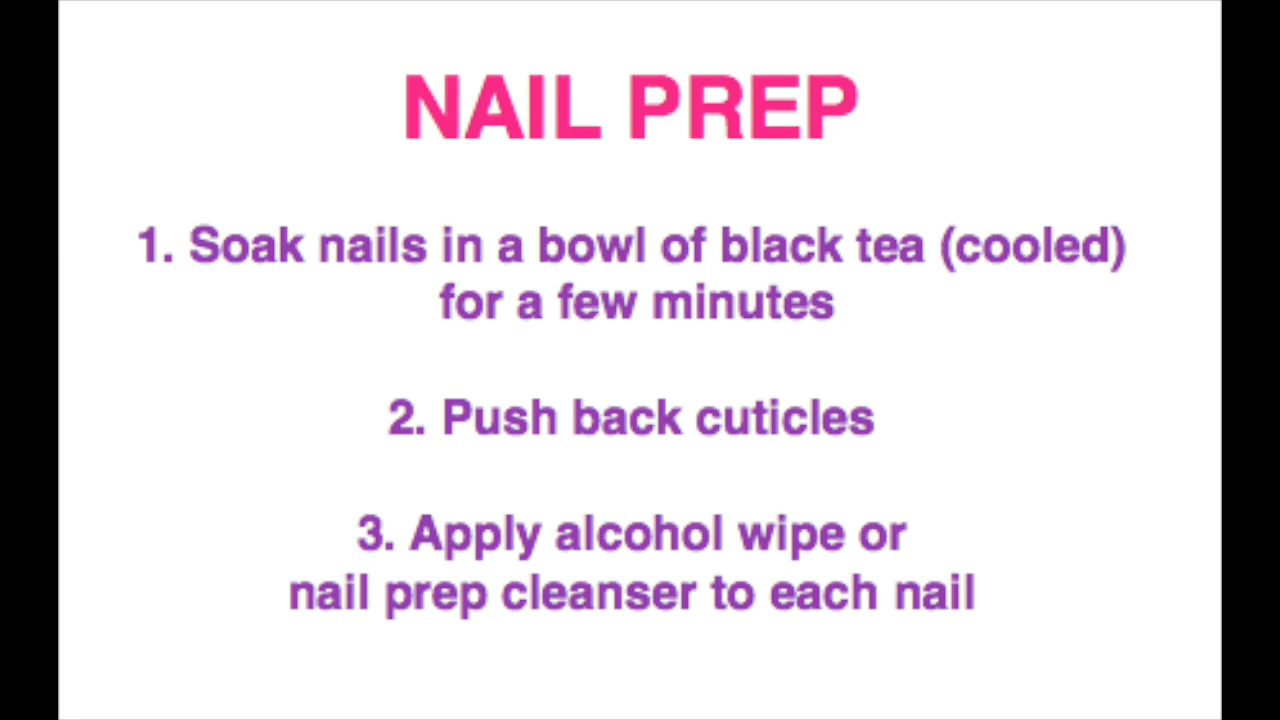 NAIL PREP
1. Soak nails in a bowl of black tea (cooled)
for a few minutes
2. Push back cuticles
3. Apply alcohol wipe or
nail prep cleanser to each nail